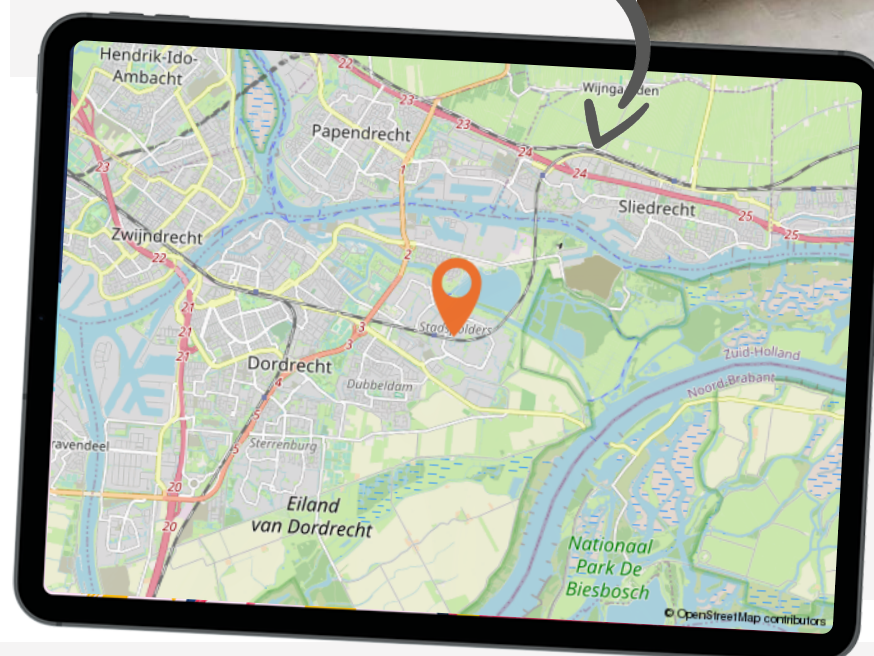 Hendrik-Ido-
Ambacht
22
Wijngaarden
23
Papendrecht
23
24
23
1
24
Sliedrecht
25
Zwijndrecht
25
22
2
21
3
Stadspolders
21
3
21
Zuid-Holland
Dordrecht
4
Dubbeldam
Noord-Brabant
5
ravendeel
Sterrenburg
5
20
Eiland
van Dordrecht
20
Nationaal
Park De
Biesbosch
© OpenStreetMap contributors